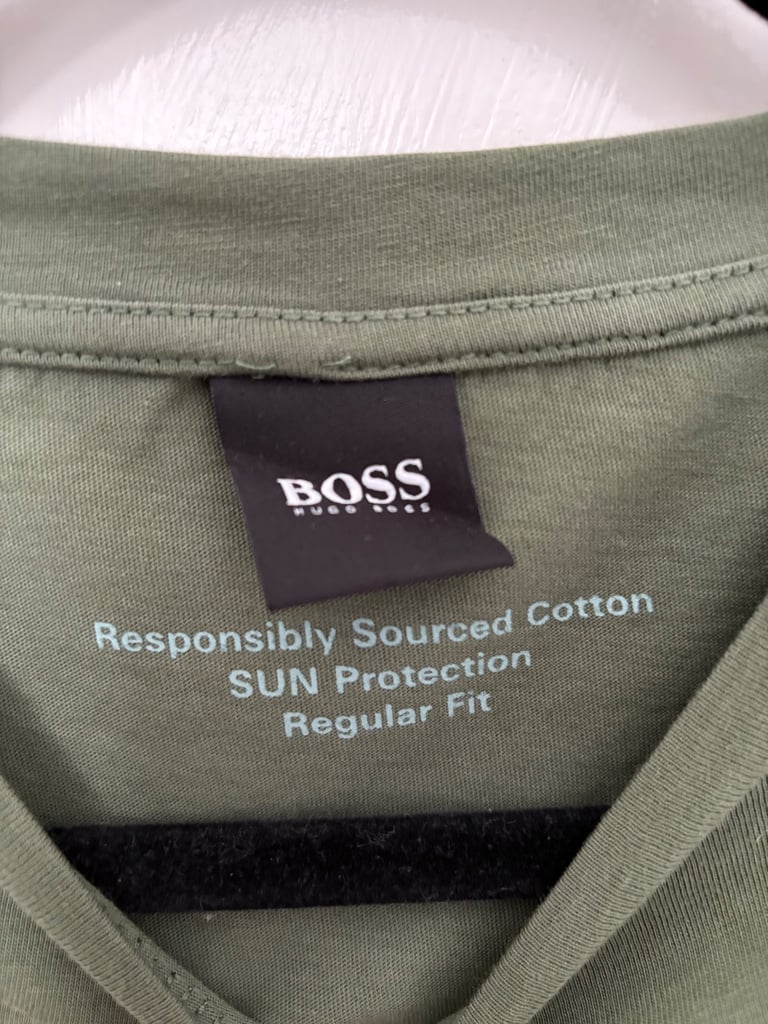 BOSS
HUGO BOSS
Responsibly Sourced Cotton
SUN Protection
Regular Fit